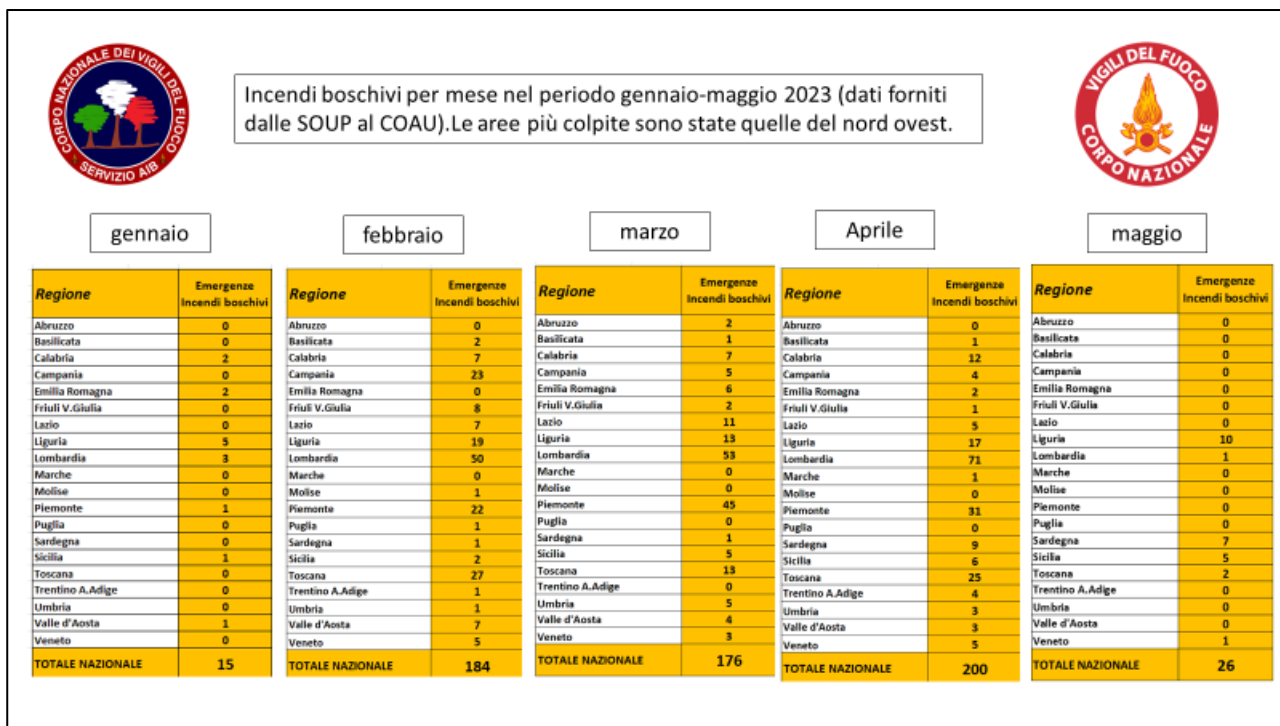 CORPO NAZIONALE DEI VIGILI DEL FUOCO
SERVIZIO AIB
Incendi boschivi per mese nel periodo gennaio-maggio 2023 (dati forniti
dalle SOUP al COAU).Le aree più colpite sono state quelle del nord ovest.
VIGILI DEL FUOCO
CORPO NAZIONALE
gennaio
Regione Emergenze Incendi boschivi
Abruzzo 0
Basilicata 0
Calabria 2
Campania 0
Emilia Romagna 2
Friuli V.Giulia 0
Lazio 0
Liguria 5
Lombardia 3
Marche 0
Molise 0
Piemonte 1
Puglia 0
Sardegna 0
Sicilia 1
Toscana 0
Trentino A.Adige 0
Umbria 0
Valle d'Aosta 1
Veneto 0
TOTALE NAZIONALE 15
febbraio
Regione Emergenze Incendi boschivi
Abruzzo 0
Basilicata 2
Calabria 7
Campania 23
Emilia Romagna 0
Friuli V.Giulia 8
Lazio 7
Liguria 19
Lombardia 50
Marche 0
Molise 1
Piemonte 22
Puglia 1
Sardegna 1
Sicilia 2
Toscana 27
Trentino A.Adige 1
Umbria 1
Valle d'Aosta 7
Veneto 5
TOTALE NAZIONALE 184
marzo
Regione Emergenze Incendi boschivi
Abruzzo 2
Basilicata 1
Calabria 7
Campania 5
Emilia Romagna 6
Friuli V.Giulia 2
Lazio 11
Liguria 13
Lombardia 53
Marche 0
Molise 0
Piemonte 45
Puglia 0
Sardegna 1
Sicilia 5
Toscana 13
Trentino A.Adige 0
Umbria 5
Valle d'Aosta 4
Veneto 3
TOTALE NAZIONALE 176
Aprile
Regione Emergenze Incendi boschivi
Abruzzo 0
Basilicata 1
Calabria 12
Campania 4
Emilia Romagna 2
Friuli V.Giulia 1
Lazio 5
Liguria 17
Lombardia 71
Marche 1
Molise 0
Piemonte 31
Puglia 0
Sardegna 9
Sicilia 6
Toscana 25
Trentino A.Adige 4
Umbria 3
Valle d'Aosta 3
Veneto 5
TOTALE NAZIONALE 200
maggio
Regione Emergenze Incendi boschivi
Abruzzo 0
Basilicata 0
Calabria 0
Campania 0
Emilia Romagna 0
Friuli V.Giulia 0
Lazio 0
Liguria 10
Lombardia 1
Marche 0
Molise 0
Piemonte 0
Puglia 0
Sardegna 7
Sicilia 5
Toscana 2
Trentino A.Adige 0
Umbria 0
Valle d'Aosta 0
Veneto 1
TOTALE NAZIONALE 26